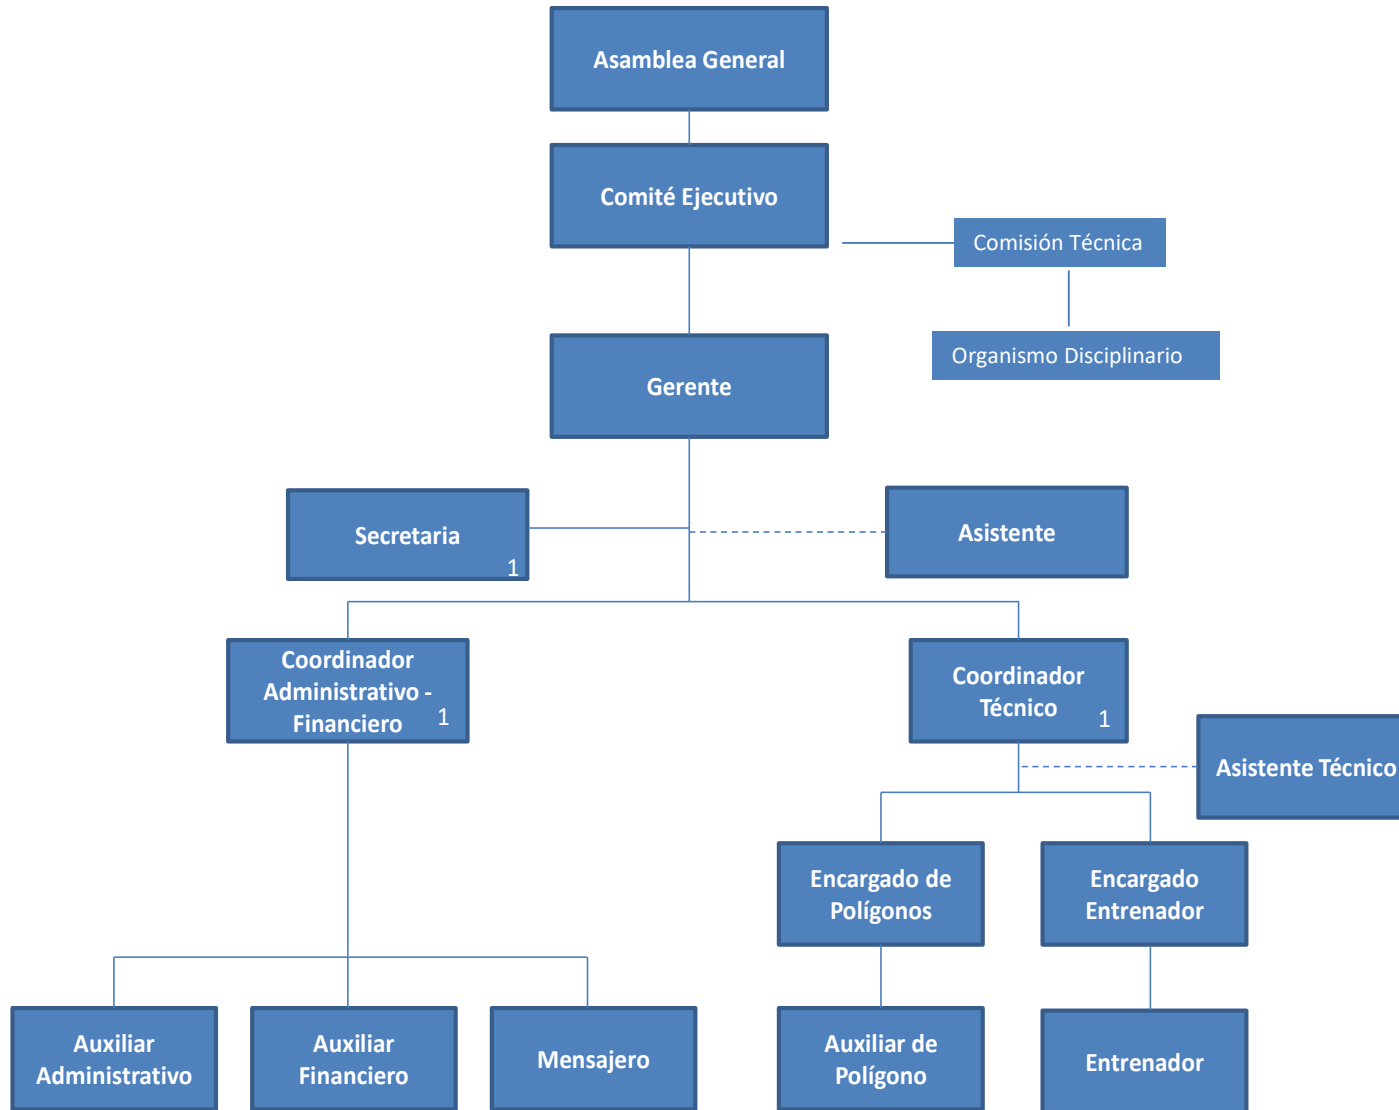 Asamblea General
Comité Ejecutivo
Comisión Técnica
Organismo Disciplinario
Gerente
Secretaria
1
Asistente
Coordinador
Administrativo -
Financiero
1
Coordinador
Técnico
1
Asistente Técnico
Encargado de
Polígonos
Encargado
Entrenador
Auxiliar
Administrativo
Auxiliar
Financiero
Mensajero
Auxiliar de
Polígono
Entrenador